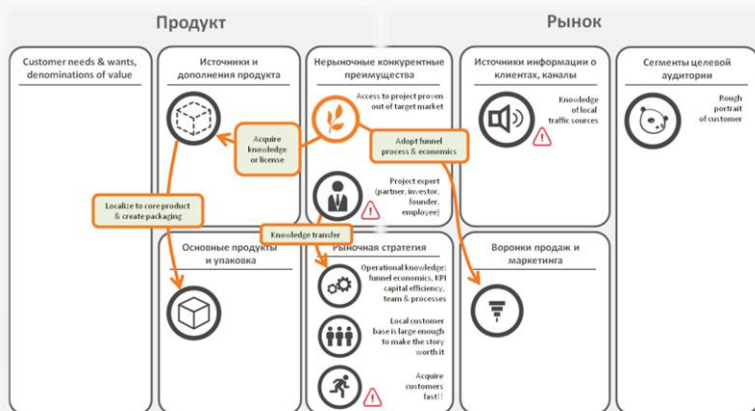 Продукт
Рынок
Customer needs & wants,
denominations of value
Источники и
дополнения продукта
Нерыночные конкурентные
преимущества
Источники информации о
клиентах, каналы
Сегменты целевой
аудитории
Access to project proven
out of target market
Knowledge
of local
traffic sources
Rough
portrait
of customer
Acquire
knowledge
or license
Adopt funnel
process & economics
Project expert
(partner, investor,
founder,
employee)
Localize to core product
& create packaging
Knowledge transfer
Основные продукты
и упаковка
Рыночная стратегия
Воронки продаж и
маркетинга
Operational knowledge:
funnel economics, KPI
capital efficiency,
team & processes
Local customer
base is large enough
to make the story
worth it
Acquire
customers
fast!!